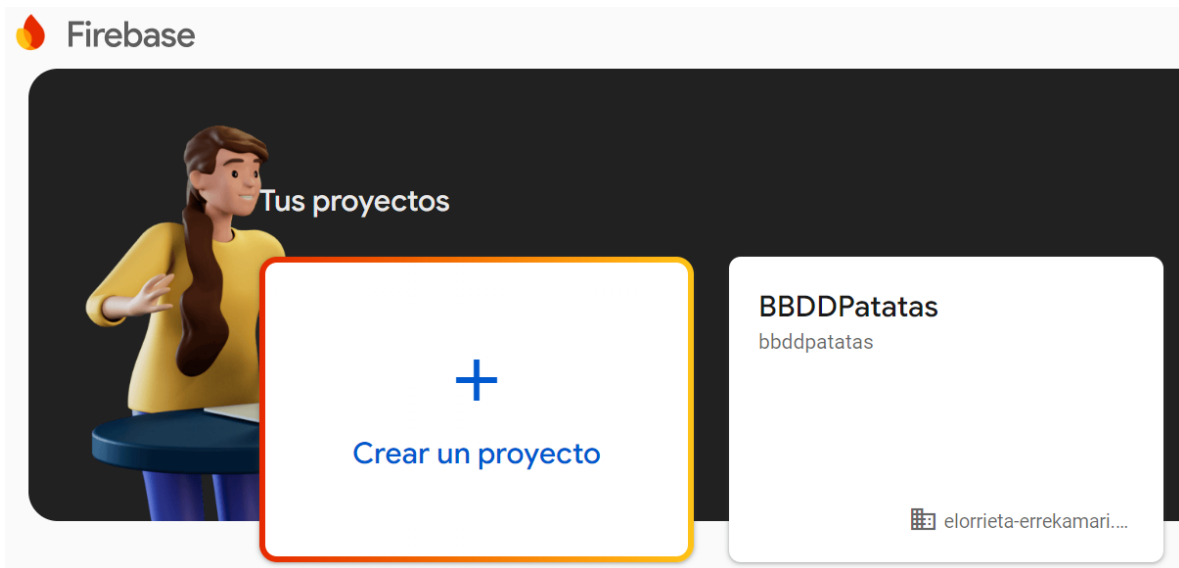 Firebase
Tus proyectos
Crear un proyecto
BBDDPatatas
bbddpatatas
elorrieta-errekamari....